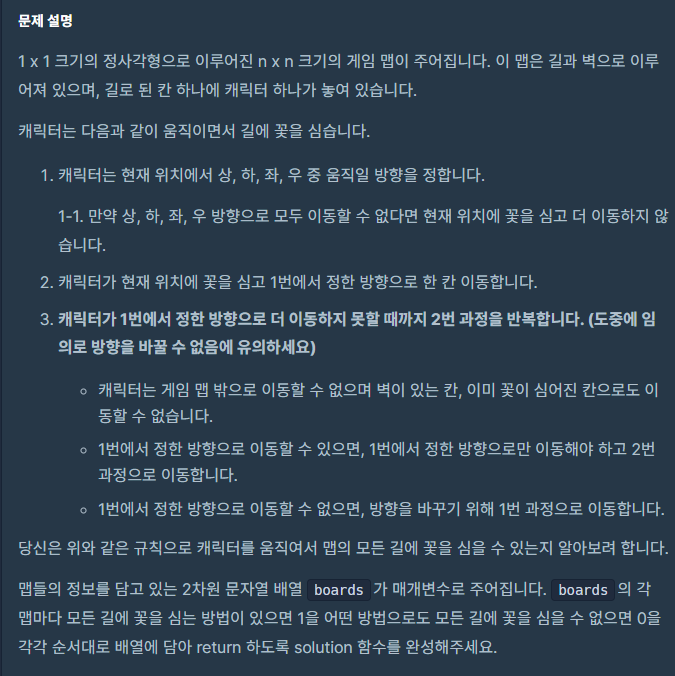 문제 설명
1 x 1 크기의 정사각형으로 이루어진 n x n 크기의 게임 맵이 주어집니다. 이 맵은 길과 벽으로 이루
어져 있으며, 길로 된 칸 하나에 캐릭터 하나가 놓여 있습니다.
캐릭터는 다음과 같이 움직이면서 길에 꽃을 심습니다.
1. 캐릭터는 현재 위치에서 상, 하, 좌, 우 중 움직일 방향을 정합니다.
1-1. 만약 상, 하, 좌, 우 방향으로 모두 이동할 수 없다면 현재 위치에 꽃을 심고 더 이동하지 않
습니다.
2. 캐릭터가 현재 위치에 꽃을 심고 1번에서 정한 방향으로 한 칸 이동합니다.
3. 캐릭터가 1번에서 정한 방향으로 더 이동하지 못할 때까지 2번 과정을 반복합니다. (도중에 임
의로 방향을 바꿀 수 없음에 유의하세요)
◦ 캐릭터는 게임 맵 밖으로 이동할 수 없으며 벽이 있는 칸, 이미 꽃이 심어진 칸으로도 이
동할 수 없습니다.
◦ 1번에서 정한 방향으로 이동할 수 있으면, 1번에서 정한 방향으로만 이동해야 하고 2번
과정으로 이동합니다.
◦ 1번에서 정한 방향으로 이동할 수 없으면, 방향을 바꾸기 위해 1번 과정으로 이동합니다.
당신은 위와 같은 규칙으로 캐릭터를 움직여서 맵의 모든 길에 꽃을 심을 수 있는지 알아보려 합니다.
맵들의 정보를 담고 있는 2차원 문자열 배열 boards 가 매개변수로 주어집니다. boards 의 각
맵마다 모든 길에 꽃을 심는 방법이 있으면 1을 어떤 방법으로도 모든 길에 꽃을 심을 수 없으면 0을
각각 순서대로 배열에 담아 return 하도록 solution 함수를 완성해주세요.